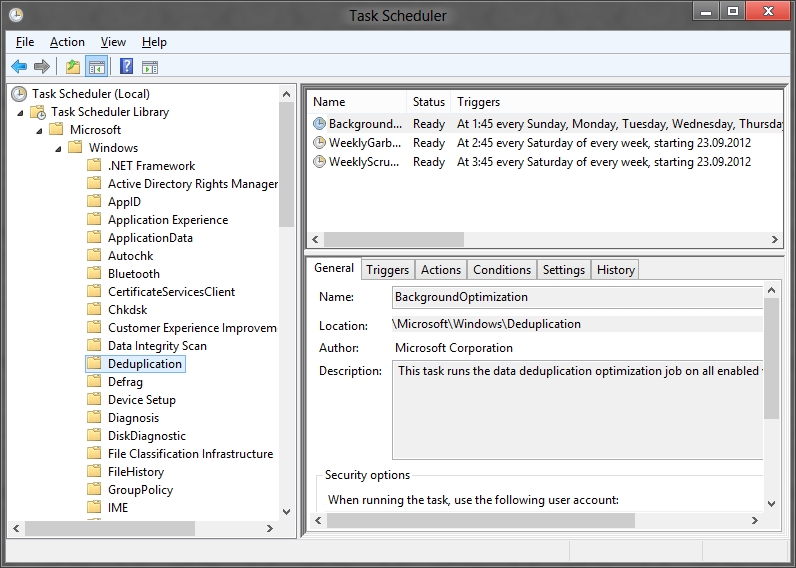 Task Scheduler
File Action View Help
Task Scheduler (Local)
Task Scheduler Library
Microsoft
Windows
.NET Framework
Active Directory Rights Manager
AppID
Application Experience
ApplicationData
Autochk
Bluetooth
CertificateServicesClient
Chkdsk
Customer Experience Improvem
Data Integrity Scan
Deduplication
Defrag
Device Setup
Diagnosis
DiskDiagnostic
File Classification Infrastructure
FileHistory
GroupPolicy
IME
Name Status Triggers
Background... Ready At 1:45 every Sunday, Monday, Tuesday, Wednesday, Thursday
WeeklyGarb... Ready At 2:45 every Saturday of every week, starting 23.09.2012
WeeklyScru... Ready At 3:45 every Saturday of every week, starting 23.09.2012
General Triggers Actions Conditions Settings History
Name: BackgroundOptimization
Location: \Microsoft\Windows\Deduplication
Author: Microsoft Corporation
Description: This task runs the data deduplication optimization job on all enabled
Security options
When running the task, use the following user account: